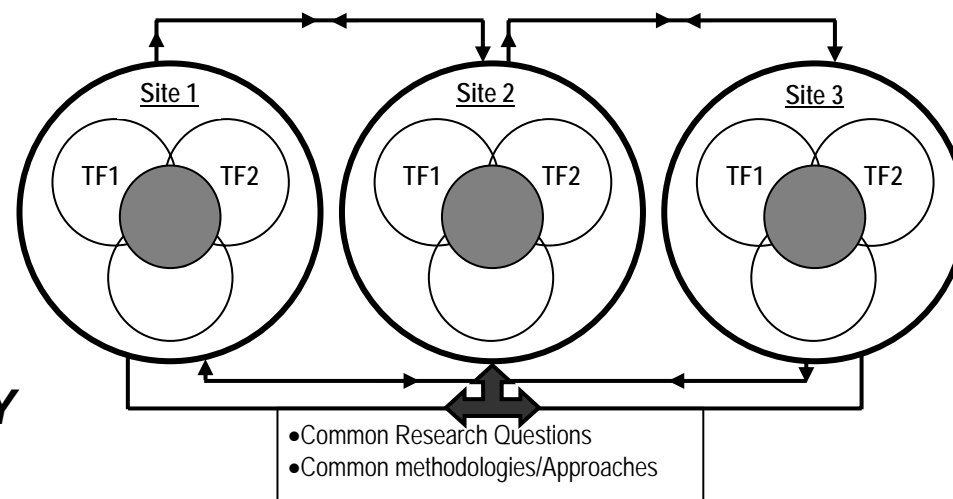 Site 1
Site 2
Site 3
TF1 TF2
TF1 TF2
TF1 TF2
Y
•Common Research Questions
•Common methodologies/Approaches